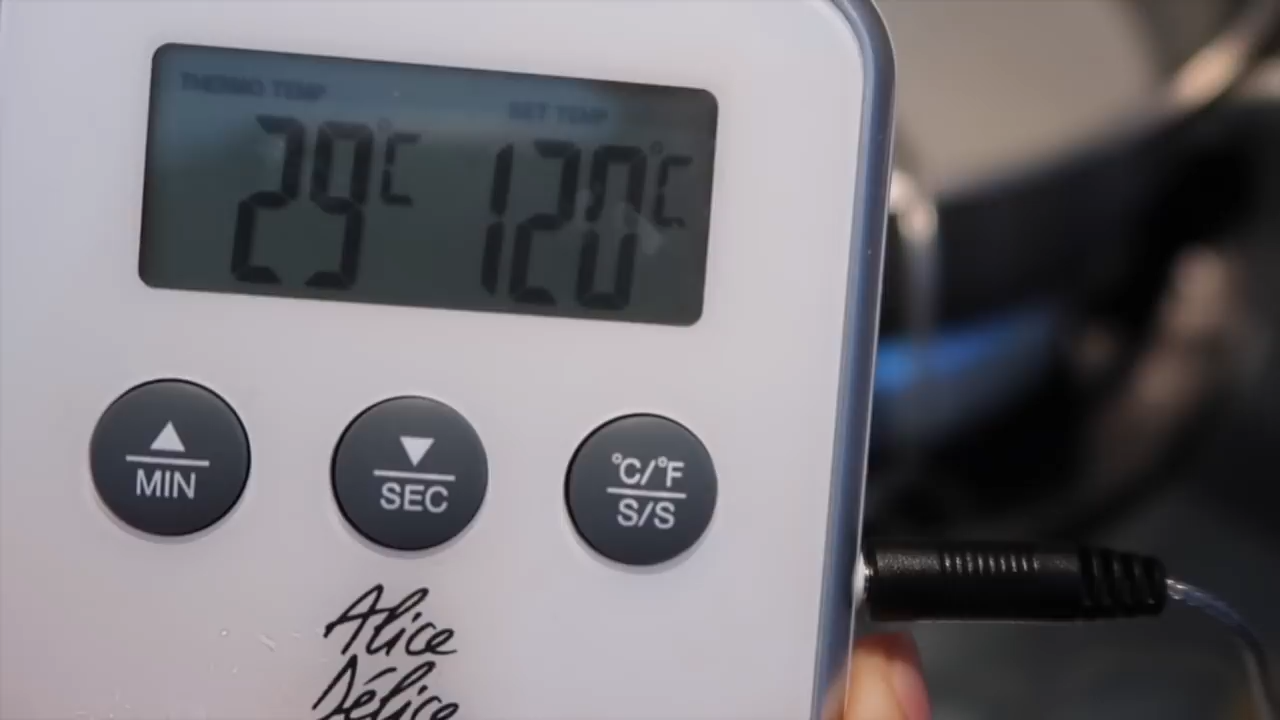 THERMO TEMP SET TEMP
29°C 120°C
▲ ▼ °C/°F
MIN SEC S/S
Alice
Délice